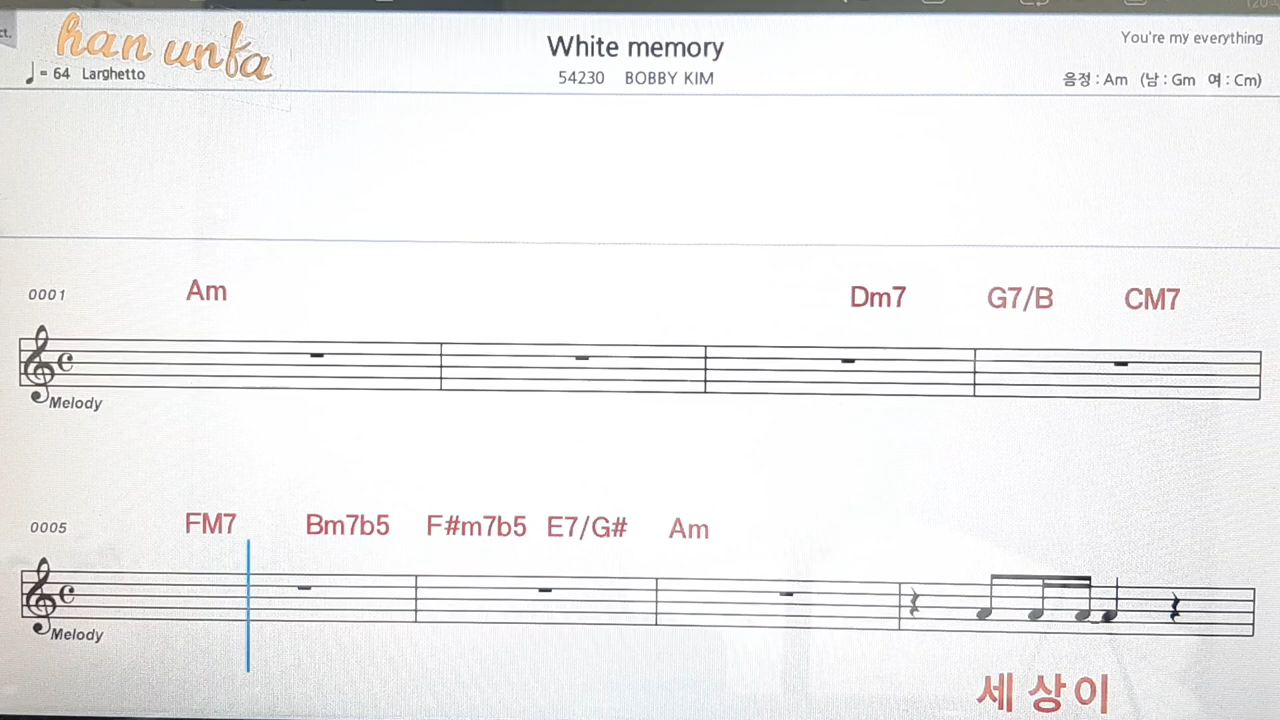 han unfa
White memory
You're my everything
♩= 64 Larghetto
54230 BOBBY KIM
음정 : Am (남 : Gm 여 : Cm)
0001 Am Dm7 G7/B CM7
Melody
0005 FM7 Bm7b5 F#m7b5 E7/G# Am
Melody
세 상 이